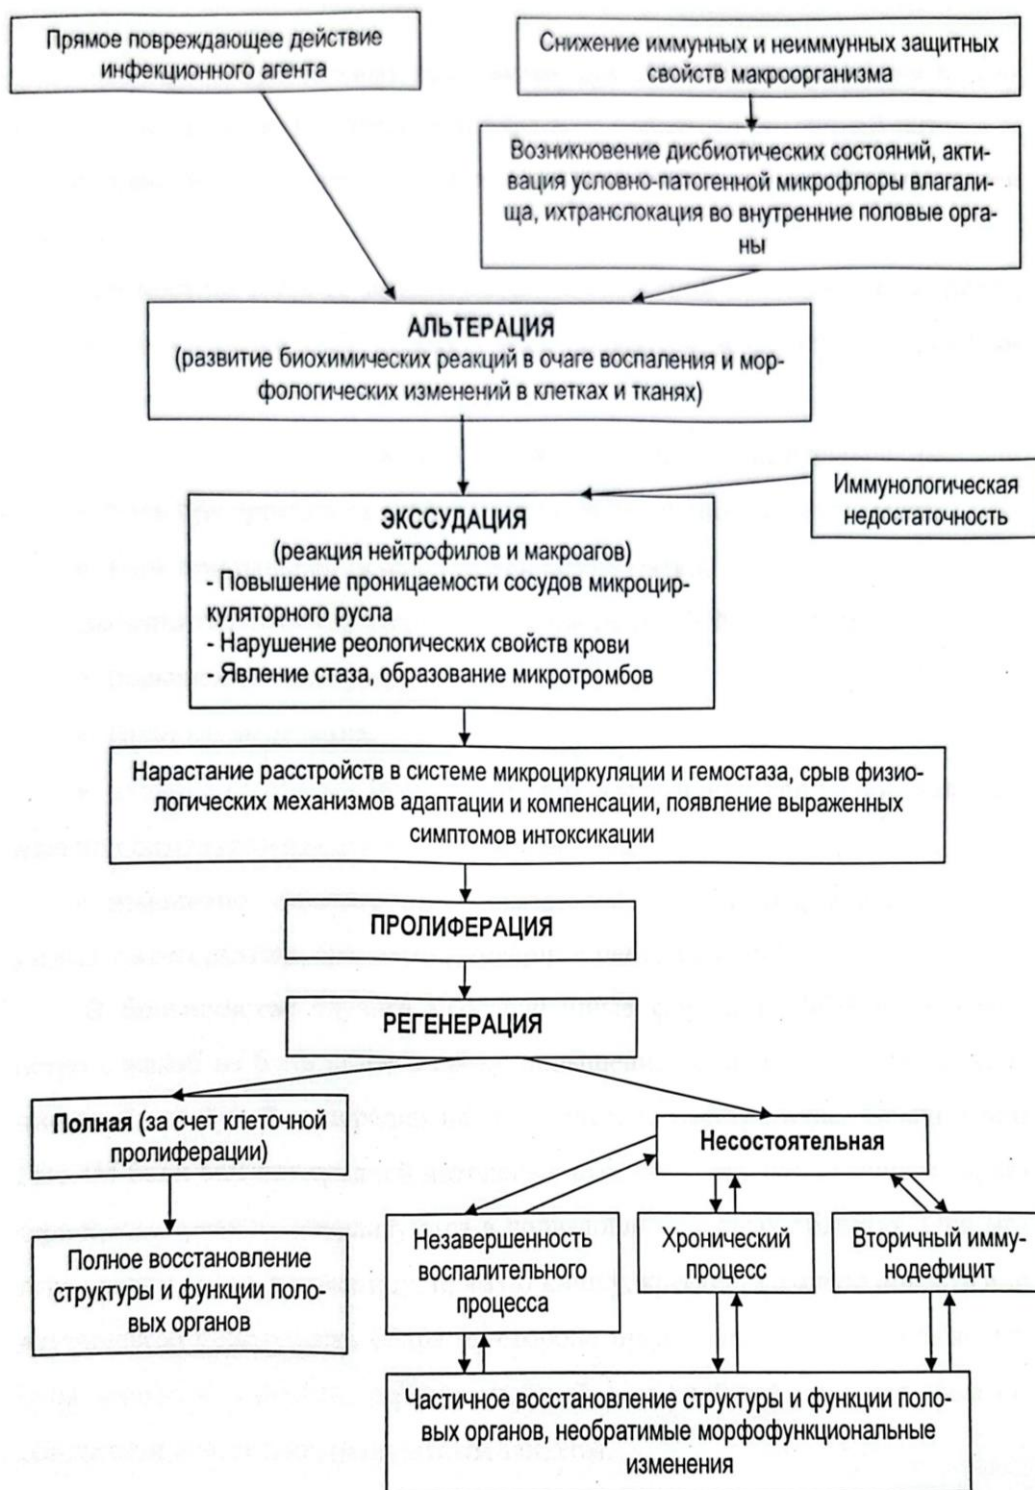 Прямое повреждающее действие
инфекционного агента
Снижение иммунных и неиммунных защитных
свойств макроорганизма
Возникновение дисбиотических состояний, акти-
вация условно-патогенной микрофлоры влагали-
ща, ихтранслокация во внутренние половые орга-
ны
АЛЬТЕРАЦИЯ
(развитие биохимических реакций в очаге воспаления и мор-
фологических изменений в клетках и тканях)
Иммунологическая
недостаточность
ЭКССУДАЦИЯ
(реакция нейтрофилов и макроагов)
- Повышение проницаемости сосудов микроцир-
куляторного русла
- Нарушение реологических свойств крови
- Явление стаза, образование микротромбов
Нарастание расстройств в системе микроциркуляции и гемостаза, срыв физио-
логических механизмов адаптации и компенсации, появление выраженных
симптомов интоксикации
ПРОЛИФЕРАЦИЯ
РЕГЕНЕРАЦИЯ
Полная (за счет клеточной
пролиферации)
Несостоятельная
Полное восстановление
структуры и функции поло-
вых органов
Незавершенность
воспалительного
процесса
Хронический
процесс
Вторичный имму-
нодефицит
Частичное восстановление структуры и функции поло-
вых органов, необратимые морфофункциональные
изменения